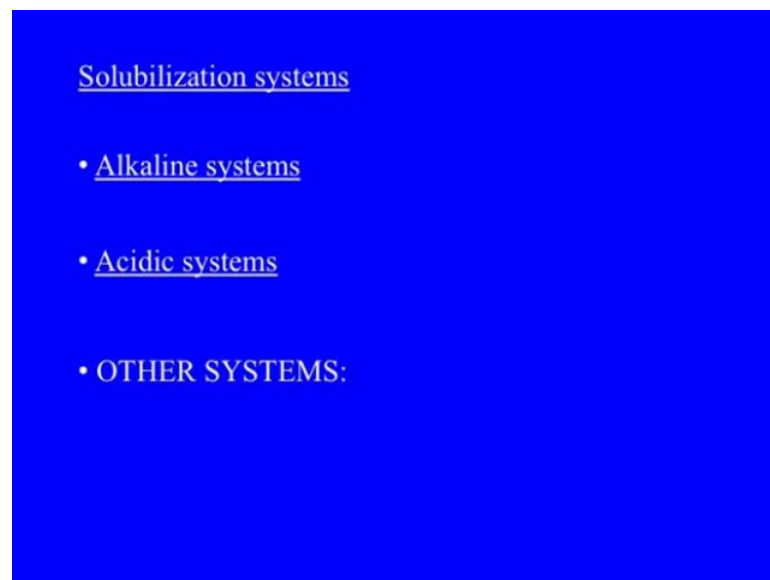 Solubilization systems
• Alkaline systems
• Acidic systems
• OTHER SYSTEMS: